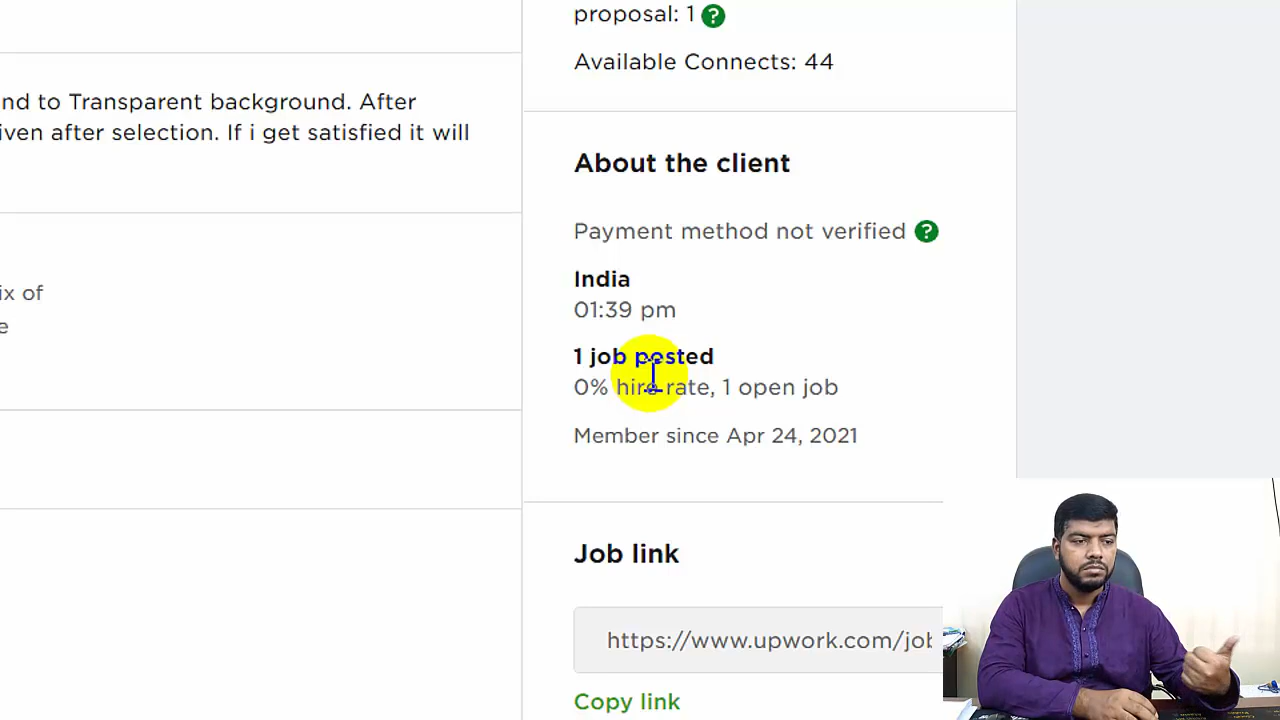 proposal: 1 ?
Available Connects: 44
nd to Transparent background. After
iven after selection. If i get satisfied it will
ix of
e
About the client
Payment method not verified ?
India
01:39 pm
1 job posted
0% hire rate, 1 open job
Member since Apr 24, 2021
Job link
https://www.upwork.com/job
Copy link